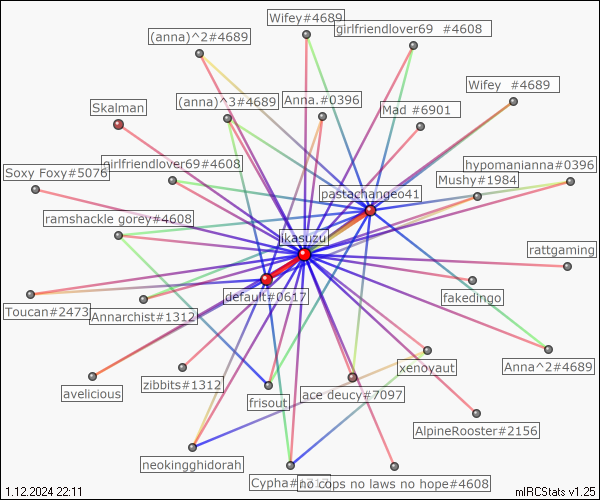 Wifey#4689
girlfriendlover69 #4608
(anna)^2#4689
Wifey #4689
(anna)^3#4689
Anna.#0396
Mad #6901
Skalman
Soxy Foxy#5076
girlfriendlover69#4608
hypomanianna#0396
Mushy#1984
pastachangeo41
ramshackle gorey#4608
ikasuzu
rattgaming
default#0617
fakedingo
Toucan#2473
Annarchist#1312
xenoyaut
Anna^2#4689
avelicious
zibbits#1312
frisout
ace deucy#7097
AlpineRooster#2156
neokingghidorah
Cypha#
no cops no laws no hope#4608
1.12.2024 22:11
mIRCStats v1.25